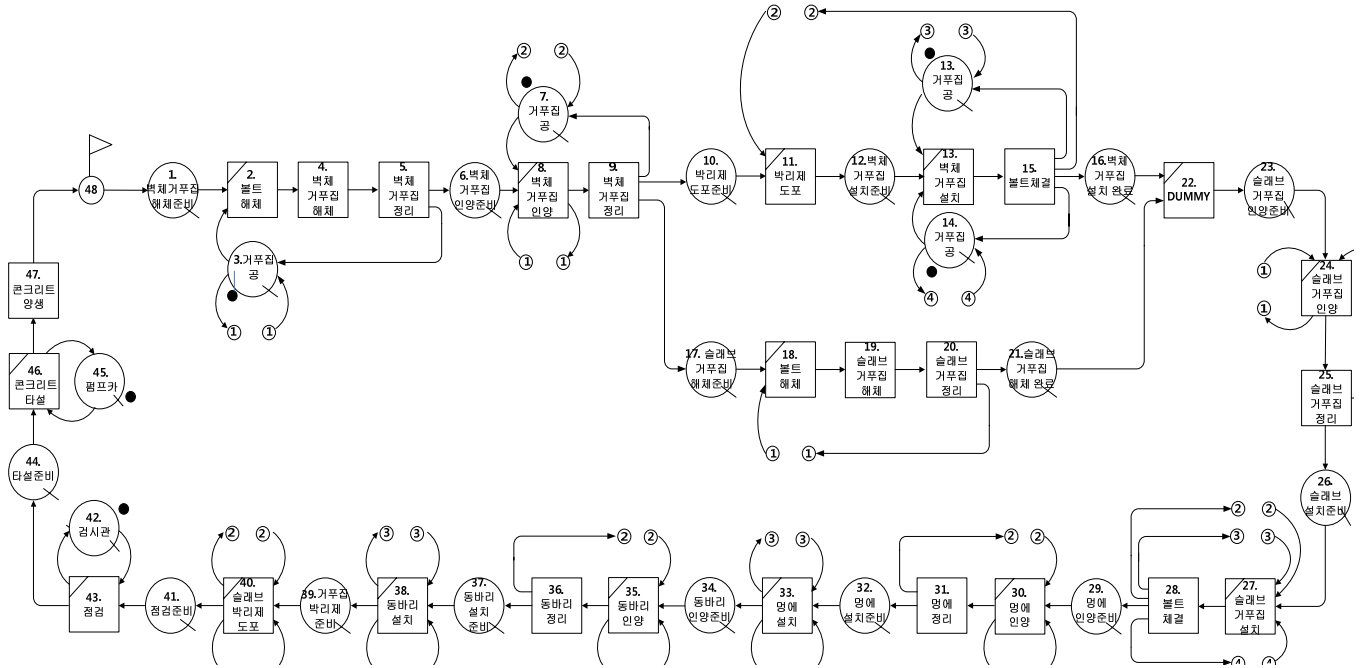 ②
②
②
②
③
③
7.
거푸집
공
13.
거푸집
공
48
1.
벽체거푸집
해체준비
2.
볼트
해체
4.
벽체
거푸집
해체
5.
벽체
거푸집
정리
6.벽체
거푸집
인양준비
8.
벽체
거푸집
인양
9.
벽체
거푸집
정리
10.
박리제
도포준비
11.
박리제
도포
12.벽체
거푸집
설치준비
13.
벽체
거푸집
설치
15.
볼트체결
16.벽체
거푸집
설치 완료
22.
DUMMY
23.
슬래브
거푸집
인양준비
3.거푸집
공
①
①
①
①
14.
거푸집
공
④
④
47.
콘크리트
양생
①
①
24.
슬래브
거푸집
인양
46.
콘크리트
타설
45.
펌프카
17. 슬래브
거푸집
해체준비
18.
볼트
해체
19.
슬래브
거푸집
해체
20.
슬래브
거푸집
정리
21.슬래브
거푸집
해체 완료
25.
슬래브
거푸집
정리
①
①
44.
타설준비
26.
슬래브
설치준비
42.
검시관
②
②
③
③
②
②
③
③
②
②
②
②
③
③
43.
점검
41.
점검준비
40.
슬래브
박리제
도포
39.거푸집
박리제
준비
38.
동바리
설치
37.
동바리
설치
준비
36.
동바리
정리
35.
동바리
인양
34.
동바리
인양준비
33.
멍에
설치
32.
멍에
설치준비
31.
멍에
정리
30.
멍에
인양
29.
멍에
인양준비
28.
볼트
체결
27.
슬래브
거푸집
설치
④
④